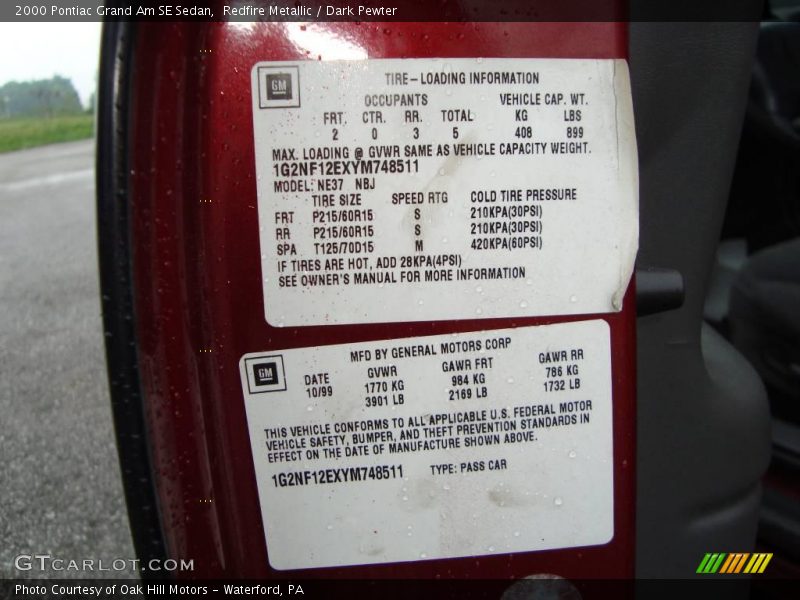 2000 Pontiac Grand Am SE Sedan, Redfire Metallic / Dark Pewter
GM
TIRE-LOADING INFORMATION
OCCUPANTS VEHICLE CAP. WT.
FRT. CTR. RR. TOTAL KG LBS
2 0 3 5 408 899
MAX. LOADING @ GVWR SAME AS VEHICLE CAPACITY WEIGHT.
1G2NF12EXYM748511
MODEL: NE37 NBJ
TIRE SIZE SPEED RTG COLD TIRE PRESSURE
FRT P215/60R15 S 210KPA(30PSI)
RR P215/60R15 S 210KPA(30PSI)
SPA T125/70D15 M 420KPA(60PSI)
IF TIRES ARE HOT, ADD 28KPA(4PSI)
SEE OWNER'S MANUAL FOR MORE INFORMATION
GM
MFD BY GENERAL MOTORS CORP
DATE GVWR GAWR FRT GAWR RR
10/99 1770 KG 984 KG 786 KG
3901 LB 2169 LB 1732 LB
THIS VEHICLE CONFORMS TO ALL APPLICABLE U.S. FEDERAL MOTOR
VEHICLE SAFETY, BUMPER, AND THEFT PREVENTION STANDARDS IN
EFFECT ON THE DATE OF MANUFACTURE SHOWN ABOVE.
1G2NF12EXYM748511 TYPE: PASS CAR
GTCarlot.com
Photo Courtesy of Oak Hill Motors - Waterford, PA